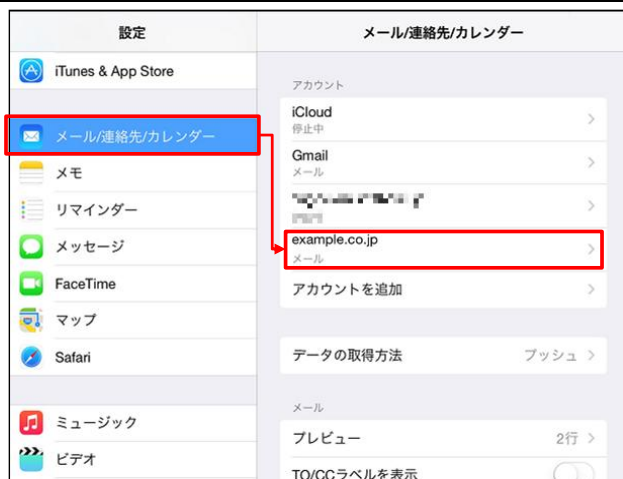 設定
iTunes & App Store
メール/連絡先/カレンダー
メモ
リマインダー
メッセージ
FaceTime
マップ
Safari
ミュージック
ビデオ
メール/連絡先/カレンダー
アカウント
iCloud
停止中
Gmail
メール
example.co.jp
メール
アカウントを追加
データの取得方法 プッシュ
メール
プレビュー 2行
TO/CCラベルを表示